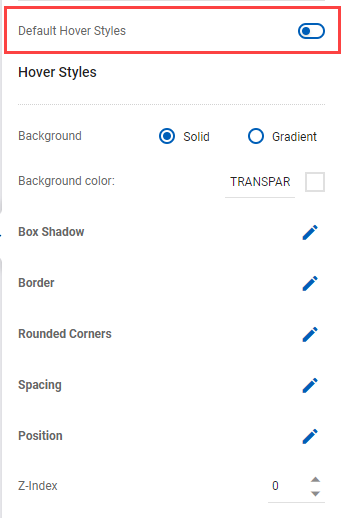 Default Hover Styles
Hover Styles
Background Solid Gradient
Background color: TRANSPAR
Box Shadow
Border
Rounded Corners
Spacing
Position
Z-Index 0